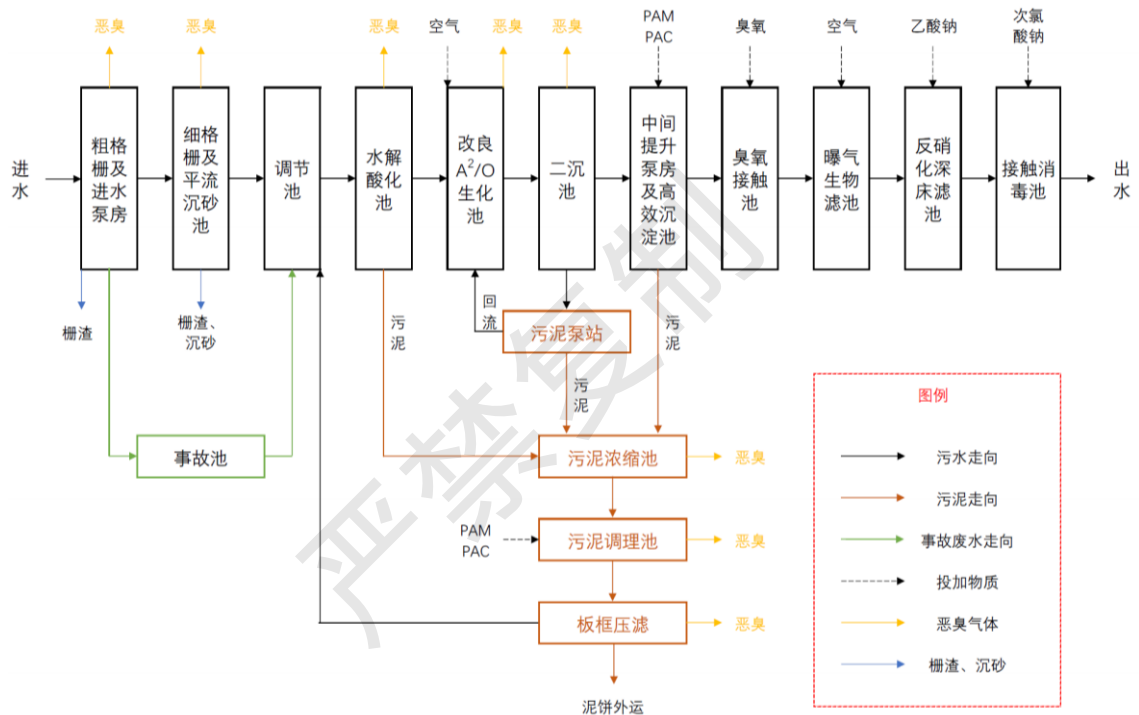 恶臭
恶臭
恶臭
空气
恶臭
恶臭
PAM
PAC
臭氧
空气
乙酸钠
次氯
酸钠
进
水
粗格
栅及
进水
泵房
细格
栅及
平流
沉砂
池
调节
池
水解
酸化
池
改良
A²/O
生化
池
二沉
池
中间
提升
泵房
及高
效沉
淀池
臭氧
接触
池
曝气
生物
滤池
反硝
化深
床滤
池
接触消
毒池
出
水
栅渣
栅渣、
沉砂
污
泥
回
流
污泥泵站
污
泥
污
泥
事故池
污泥浓缩池
恶臭
PAM
PAC
污泥调理池
恶臭
板框压滤
恶臭
泥饼外运
图例
污水走向
污泥走向
事故废水走向
投加物质
恶臭气体
栅渣、沉砂
严禁复制